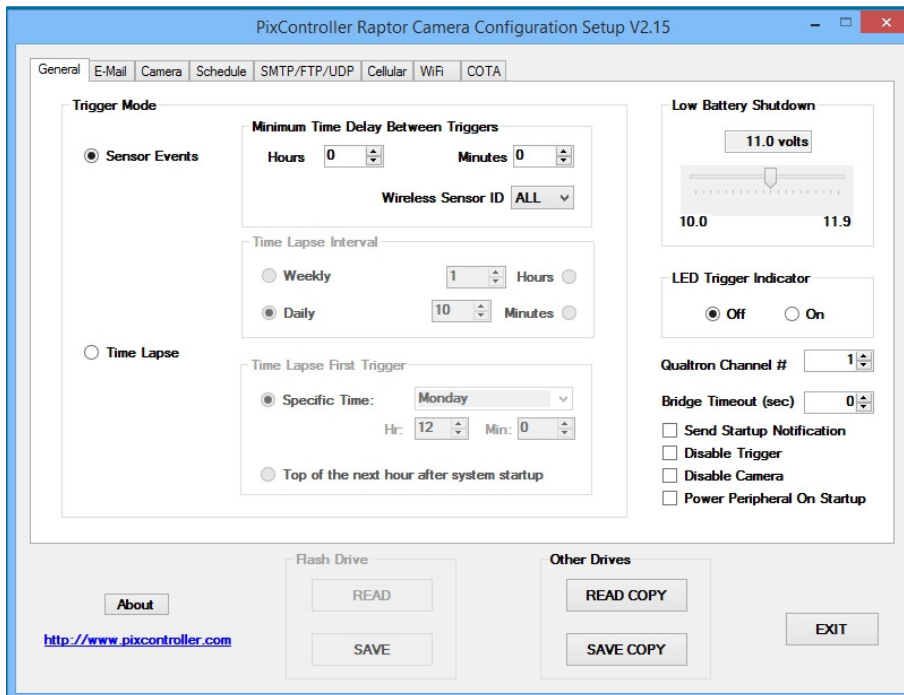 PixController Raptor Camera Configuration Setup V2.15
General E-Mail Camera Schedule SMTP/FTP/UDP Cellular WiFi COTA
Trigger Mode
Sensor Events
Minimum Time Delay Between Triggers
Hours 0 Minutes 0
Wireless Sensor ID ALL
Time Lapse Interval
Weekly 1 Hours
Daily 10 Minutes
Time Lapse
Time Lapse First Trigger
Specific Time: Monday
Hr: 12 Min: 0
Top of the next hour after system startup
Low Battery Shutdown
11.0 volts
10.0 11.9
LED Trigger Indicator
Off On
Qualtron Channel # 1
Bridge Timeout (sec) 0
Send Startup Notification
Disable Trigger
Disable Camera
Power Peripheral On Startup
About
http://www.pixcontroller.com
Flash Drive
READ
SAVE
Other Drives
READ COPY
SAVE COPY
EXIT